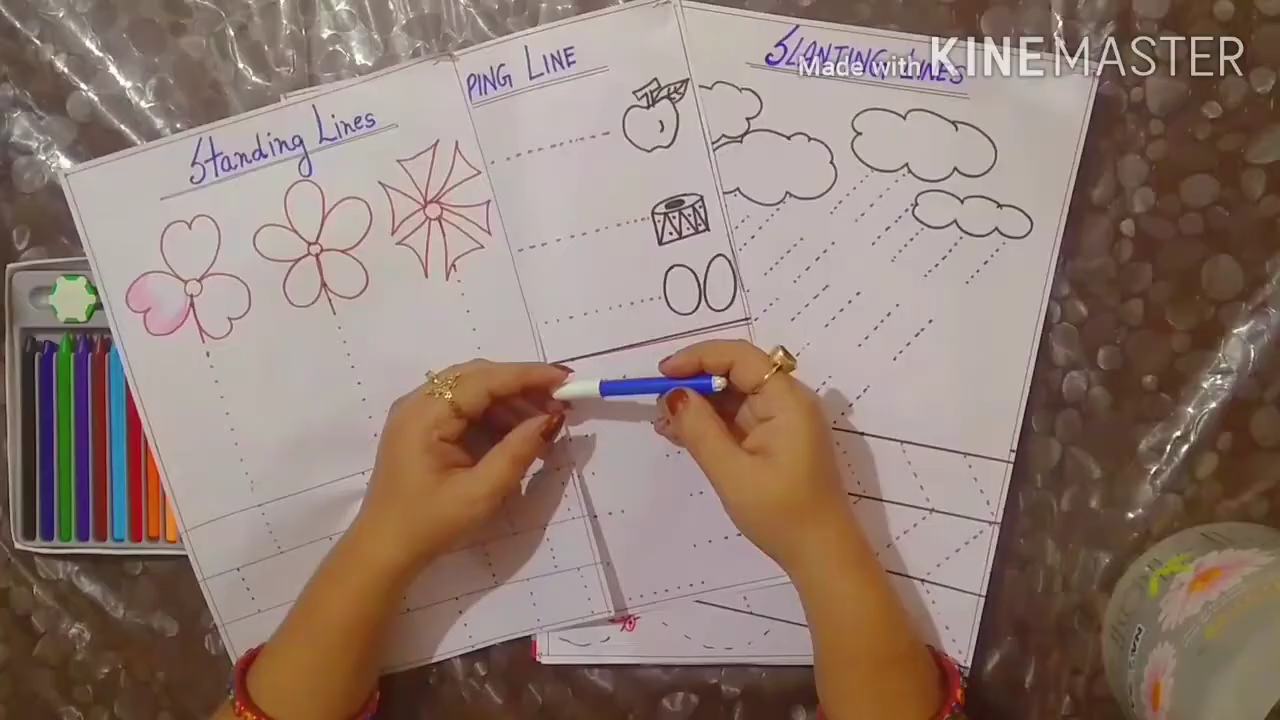 Standing Lines
PING LINE
SLANTING LINES
Made with KINEMASTER